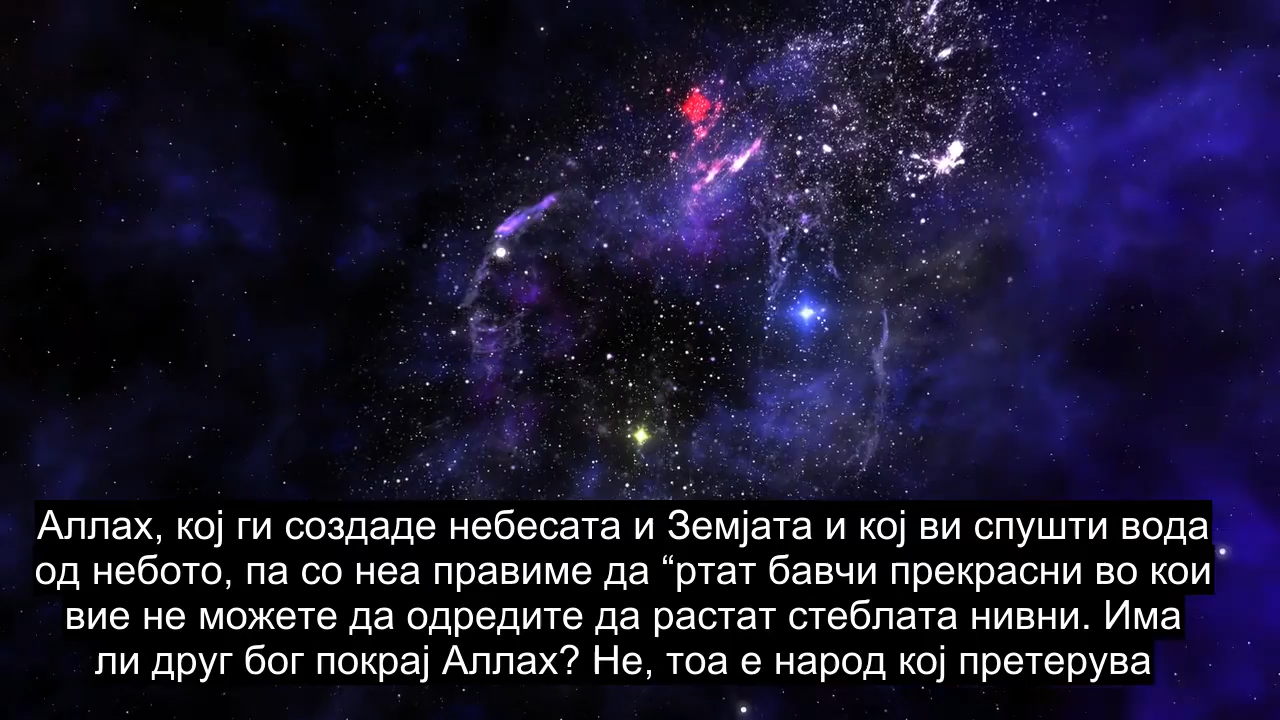 Аллах, кој ги создаде небесата и Земјата и кој ви спушти вода
од небото, па со неа правиме да “ртат бавчи прекрасни во кои
вие не можете да одредите да растат стеблата нивни. Има
ли друг бог покрај Аллах? Не, тоа е народ кој претерува